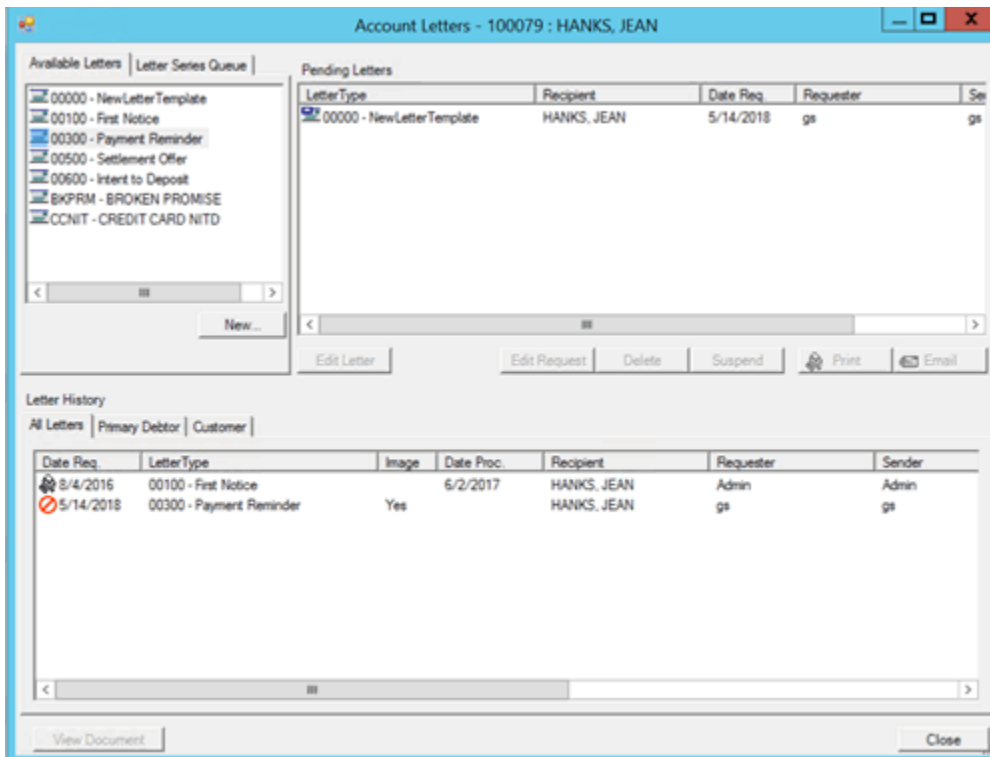 Account Letters - 100079 : HANKS, JEAN
Available Letters Letter Series Queue
00000 - NewLetterTemplate
00100 - First Notice
00300 - Payment Reminder
00500 - Settlement Offer
00600 - Intent to Deposit
BKPRM - BROKEN PROMISE
CCNIT - CREDIT CARD NITD
New...
Pending Letters
LetterType Recipient Date Req. Requester Se
00000 - NewLetterTemplate HANKS, JEAN 5/14/2018 gs gs
Edit Letter Edit Request Delete Suspend Print Email
Letter History
All Letters Primary Debtor Customer
Date Req. LetterType Image Date Proc. Recipient Requester Sender
8/4/2016 00100 - First Notice 6/2/2017 HANKS, JEAN Admin Admin
5/14/2018 00300 - Payment Reminder Yes HANKS, JEAN gs gs
View Document Close